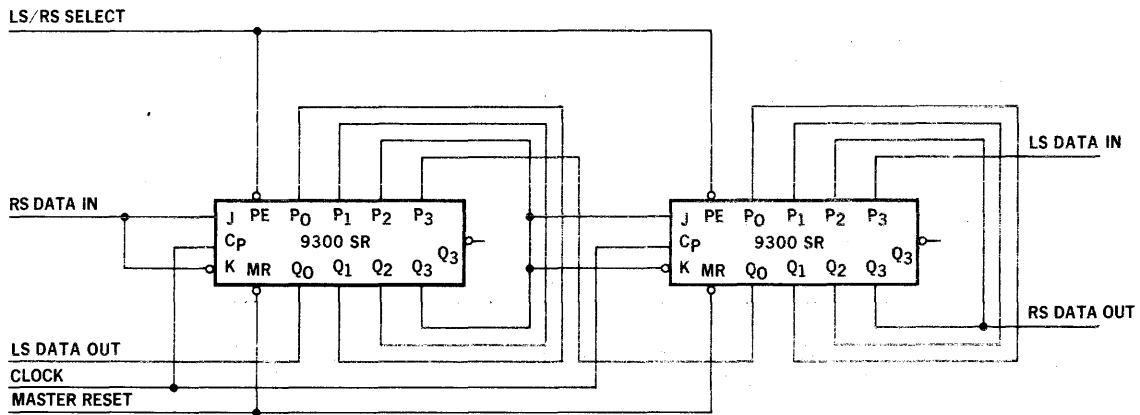 LS/RS SELECT
LS DATA IN
RS DATA IN
J PE P0 P1 P2 P3
CP 9300 SR Q3
K MR Q0 Q1 Q2 Q3
J PE P0 P1 P2 P3
CP 9300 SR Q3
K MR Q0 Q1 Q2 Q3
RS DATA OUT
LS DATA OUT
CLOCK
MASTER RESET